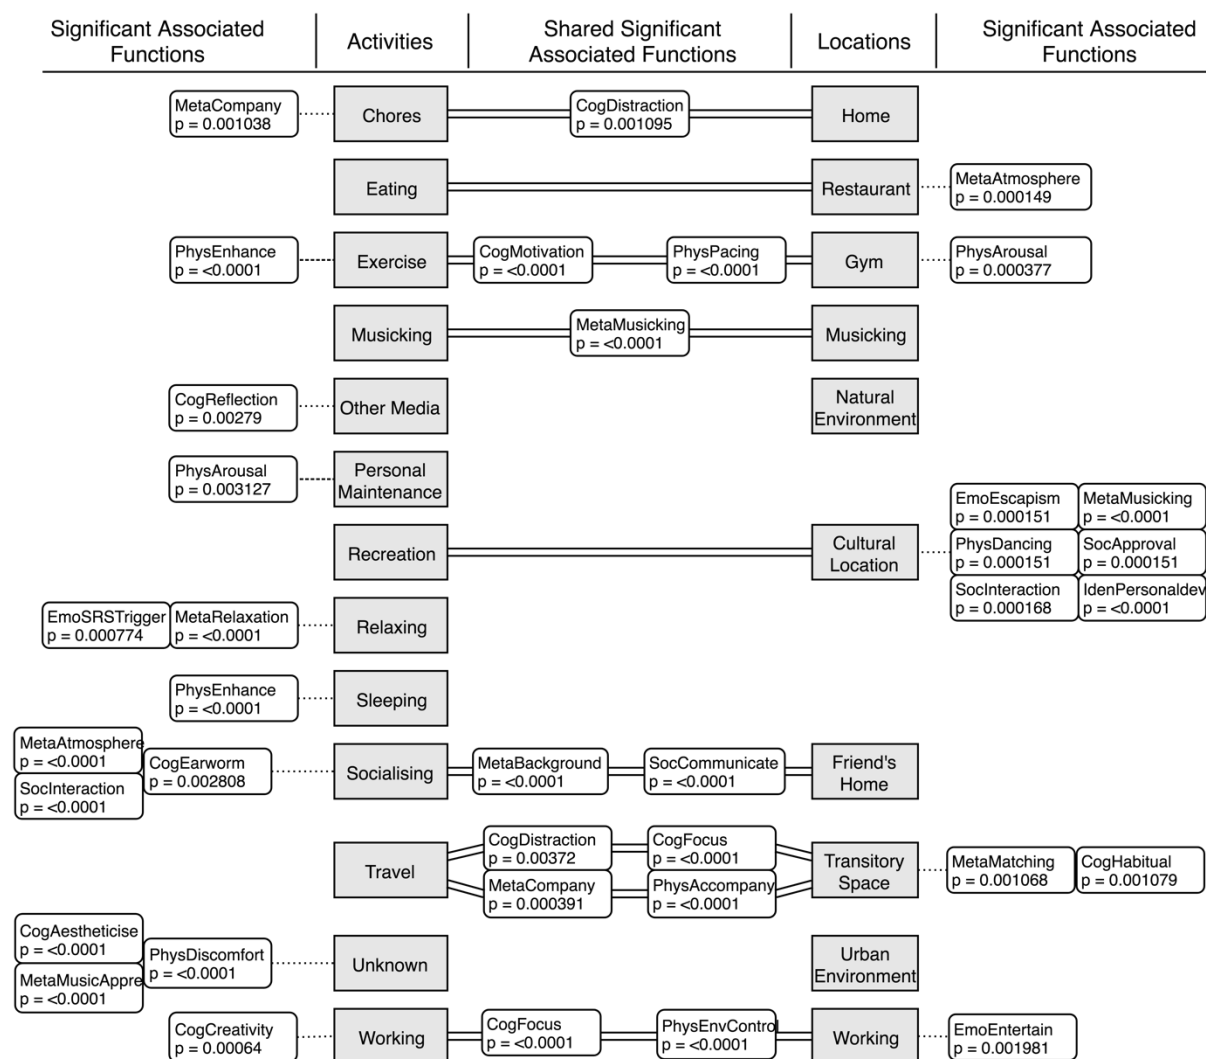 Significant Associated
Functions
Activities
Shared Significant
Associated Functions
Locations
Significant Associated
Functions
MetaCompany
p = 0.001038
Chores
CogDistraction
p = 0.001095
Home
Eating
Restaurant
MetaAtmosphere
p = 0.000149
PhysEnhance
p = <0.0001
Exercise
CogMotivation
p = <0.0001
PhysPacing
p = <0.0001
Gym
PhysArousal
p = 0.000377
Musicking
MetaMusicking
p = <0.0001
Musicking
CogReflection
p = 0.00279
Other Media
Natural
Environment
PhysArousal
p = 0.003127
Personal
Maintenance
Recreation
Cultural
Location
EmoEscapism
p = 0.000151
MetaMusicking
p = <0.0001
PhysDancing
p = 0.000151
SocApproval
p = 0.000151
SocInteraction
p = 0.000168
IdenPersonaldev
p = <0.0001
EmoSRSTrigger
p = 0.000774
MetaRelaxation
p = <0.0001
Relaxing
PhysEnhance
p = <0.0001
Sleeping
MetaAtmosphere
p = <0.0001
SocInteraction
p = <0.0001
CogEarworm
p = 0.002808
Socialising
MetaBackground
p = <0.0001
SocCommunicate
p = <0.0001
Friend's
Home
Travel
CogDistraction
p = 0.00372
CogFocus
p = <0.0001
MetaCompany
p = 0.000391
PhysAccompany
p = <0.0001
Transitory
Space
MetaMatching
p = 0.001068
CogHabitual
p = 0.001079
CogAestheticise
p = <0.0001
MetaMusicAppre
p = <0.0001
PhysDiscomfort
p = <0.0001
Unknown
Urban
Environment
CogCreativity
p = 0.00064
Working
CogFocus
p = <0.0001
PhysEnvControl
p = <0.0001
Working
EmoEntertain
p = 0.001981